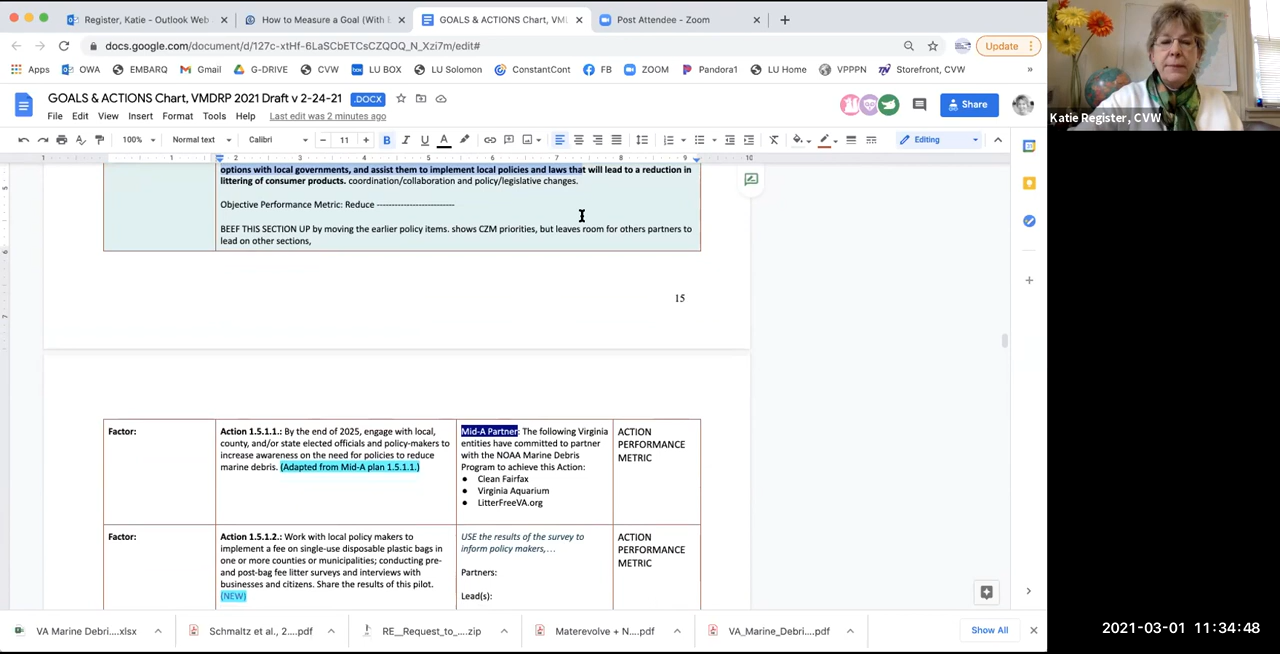 Register, Katie - Outlook Web
How to Measure a Goal (With i
GOALS & ACTIONS Chart, VMI
Post Attendee - Zoom
docs.google.com/document/d/127c-xtHf-6LaSCbETCsCZQOQ_N_Xzi7m/edit#
Update
Apps
OWA
EMBARQ
Gmail
G-DRIVE
CVW
LU BOX
LU Solomon
ConstantCont
FB
ZOOM
Pandora1
LU Home
VPPPN
Storefront, CVW
»
GOALS & ACTIONS Chart, VMDRP 2021 Draft v 2-24-21 .DOCX
Share
File Edit View Insert Format Tools Help Last edit was 2 minutes ago
100% Normal text Calibri 11 Editing
1 1 2 3 4 5 6 7 8 9 10
options with local governments, and assist them to implement local policies and laws that will lead to a reduction in
littering of consumer products. coordination/collaboration and policy/legislative changes.
Objective Performance Metric: Reduce -------------------------
BEEF THIS SECTION UP by moving the earlier policy items. shows CZM priorities, but leaves room for others partners to
lead on other sections,
15
Factor:
Action 1.5.1.1.: By the end of 2025, engage with local,
county, and/or state elected officials and policy-makers to
increase awareness on the need for policies to reduce
marine debris. (Adapted from Mid-A plan 1.5.1.1.)
Mid-A Partner: The following Virginia
entities have committed to partner
with the NOAA Marine Debris
Program to achieve this Action:
● Clean Fairfax
● Virginia Aquarium
● LitterFreeVA.org
ACTION
PERFORMANCE
METRIC
Factor:
Action 1.5.1.2.: Work with local policy makers to
implement a fee on single-use disposable plastic bags in
one or more counties or municipalities; conducting pre-
and post-bag fee litter surveys and interviews with
businesses and citizens. Share the results of this pilot.
(NEW)
USE the results of the survey to
inform policy makers,...
Partners:
Lead(s):
ACTION
PERFORMANCE
METRIC
VA Marine Debri....xlsx
Schmaltz et al., 2....pdf
RE__Request_to_....zip
Materevolve + N....pdf
VA_Marine_Debri....pdf
Show All
Katie Register, CVW
2021-03-01 11:34:48